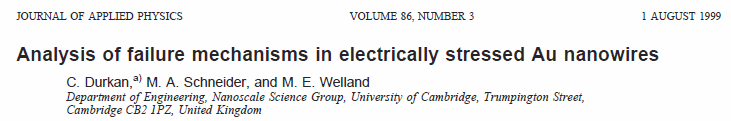 JOURNAL OF APPLIED PHYSICS VOLUME 86, NUMBER 3 1 AUGUST 1999
Analysis of failure mechanisms in electrically stressed Au nanowires
C. Durkan,a) M. A. Schneider, and M. E. Welland
Department of Engineering, Nanoscale Science Group, University of Cambridge, Trumpington Street,
Cambridge CB2 1PZ, United Kingdom